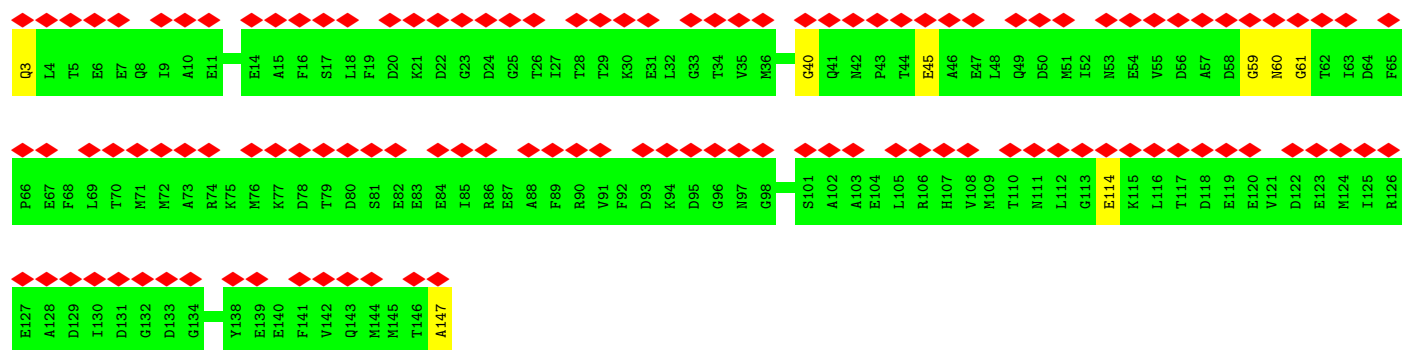 Q3 L4 T5 E6 E7 Q8 I9 A10 E11 E14 A15 F16 S17 L18 F19 D20 K21 D22 G23 D24 G25 T26 I27 T28 T29 K30 E31 L32 G33 T34 V35 M36 G40 Q41 N42 P43 T44 E45 A46 E47 L48 Q49 D50 M51 I52 N53 E54 V55 D56 A57 D58 G59 N60 G61 T62 I63 D64 F65
P66 E67 F68 L69 T70 M71 M72 A73 R74 K75 M76 K77 D78 T79 D80 S81 E82 E83 E84 I85 R86 E87 A88 F89 R90 V91 F92 D93 K94 D95 G96 N97 G98 S101 A102 A103 E104 L105 R106 H107 V108 M109 T110 N111 L112 G113 E114 K115 L116 T117 D118 E119 E120 V121 D122 E123 M124 I125 R126
E127 A128 D129 I130 D131 G132 D133 G134 Y138 E139 E140 F141 V142 Q143 M144 M145 T146 A147